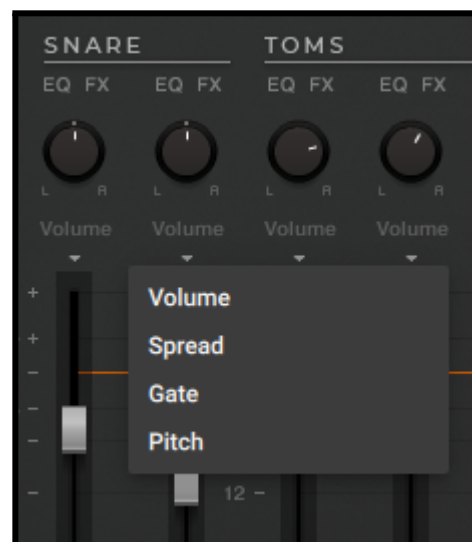 SNARE TOMS
EQ FX EQ FX EQ FX EQ FX
L R L R L R L R
Volume Volume Volume Volume
+
Volume
+
Spread
–
Gate
–
–
Pitch
– 12 –